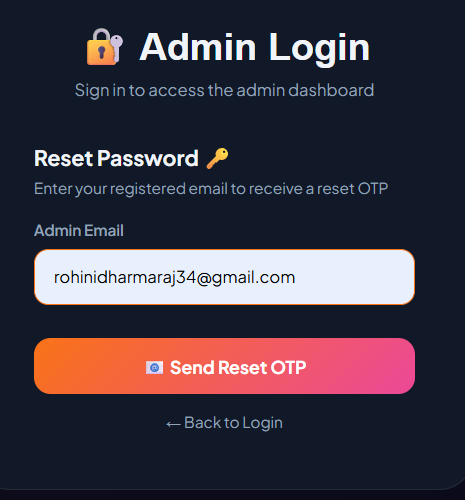 Admin Login
Sign in to access the admin dashboard
Reset Password
Enter your registered email to receive a reset OTP
Admin Email
rohinidharmaraj34@gmail.com
Send Reset OTP
← Back to Login